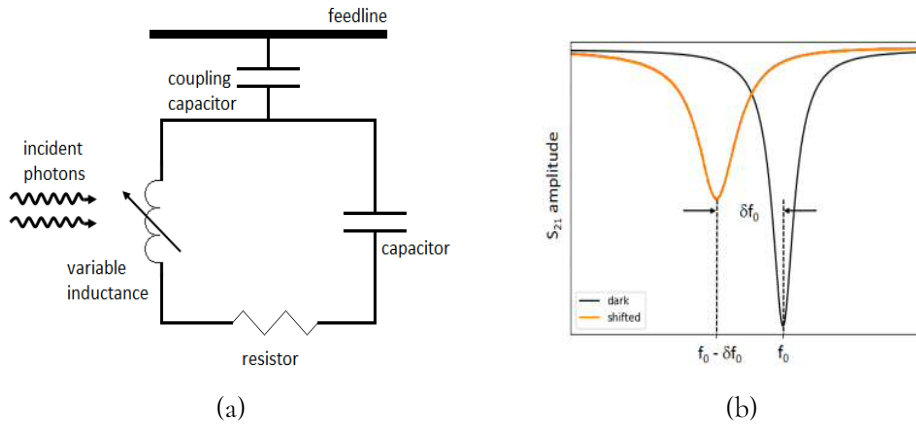 feedline
coupling
capacitor
incident
photons
capacitor
variable
inductance
resistor
(a)
S21 amplitude
δf0
dark
shifted
f0 - δf0
f0
(b)